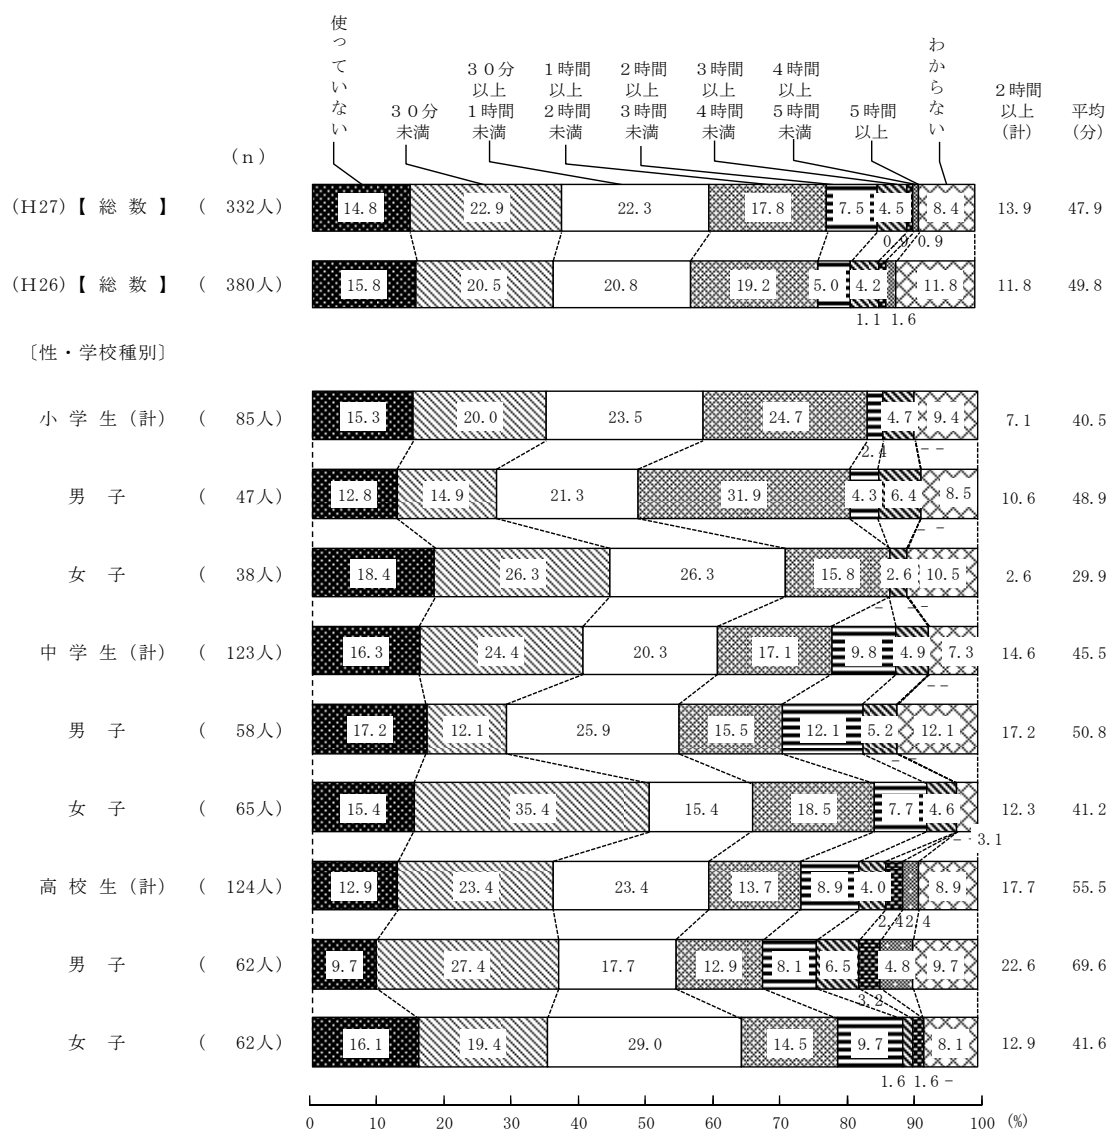 使っていない
３０分
未満
３０分
以上
１時間
未満
１時間
以上
２時間
未満
２時間
以上
３時間
未満
３時間
以上
４時間
未満
４時間
以上
５時間
未満
５時間
以上
わからない
２時間
以上
(計)
平均
(分)
(ｎ)
(H27)【 総 数 】 ( 332人) 14.8 22.9 22.3 17.8 7.5 4.5 8.4 13.9 47.9
0.9 0.9
(H26)【 総 数 】 ( 380人) 15.8 20.5 20.8 19.2 5.0 4.2 11.8 11.8 49.8
1.1 1.6
〔性・学校種別〕
小 学 生 (計) ( 85人) 15.3 20.0 23.5 24.7 4.7 9.4 7.1 40.5
2.4 - -
男 子 ( 47人) 12.8 14.9 21.3 31.9 4.3 6.4 8.5 10.6 48.9
- -
女 子 ( 38人) 18.4 26.3 26.3 15.8 2.6 10.5 2.6 29.9
- - -
中 学 生 (計) ( 123人) 16.3 24.4 20.3 17.1 9.8 4.9 7.3 14.6 45.5
- -
男 子 ( 58人) 17.2 12.1 25.9 15.5 12.1 5.2 12.1 17.2 50.8
- -
女 子 ( 65人) 15.4 35.4 15.4 18.5 7.7 4.6 12.3 41.2
- - 3.1
高 校 生 (計) ( 124人) 12.9 23.4 23.4 13.7 8.9 4.0 8.9 17.7 55.5
2.4 2.4
男 子 ( 62人) 9.7 27.4 17.7 12.9 8.1 6.5 4.8 9.7 22.6 69.6
3.2
女 子 ( 62人) 16.1 19.4 29.0 14.5 9.7 8.1 12.9 41.6
1.6 1.6 -
0 10 20 30 40 50 60 70 80 90 100 (%)